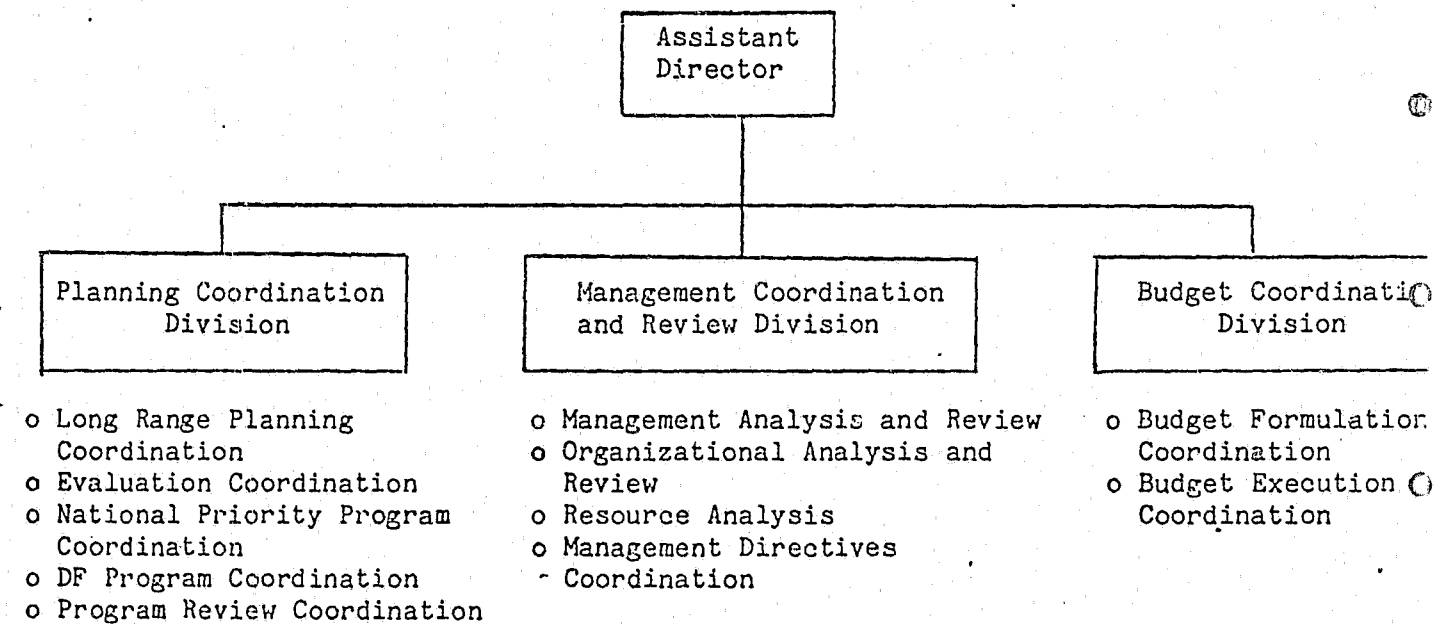 Assistant
Director
Planning Coordination
Division
Management Coordination
and Review Division
Budget Coordinati
Division
o Long Range Planning
Coordination
o Evaluation Coordination
o National Priority Program
Coordination
o DF Program Coordination
o Program Review Coordination
o Management Analysis and Review
o Organizational Analysis and
Review
o Resource Analysis
o Management Directives
- Coordination
o Budget Formulation
Coordination
o Budget Execution
Coordination